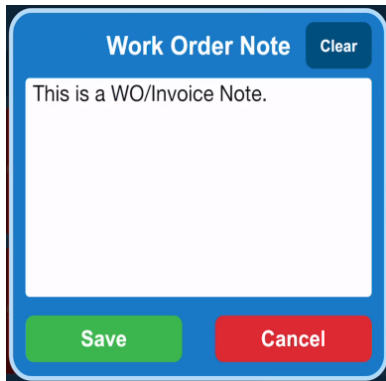 Work Order Note
Clear
This is a WO/Invoice Note.
Save
Cancel